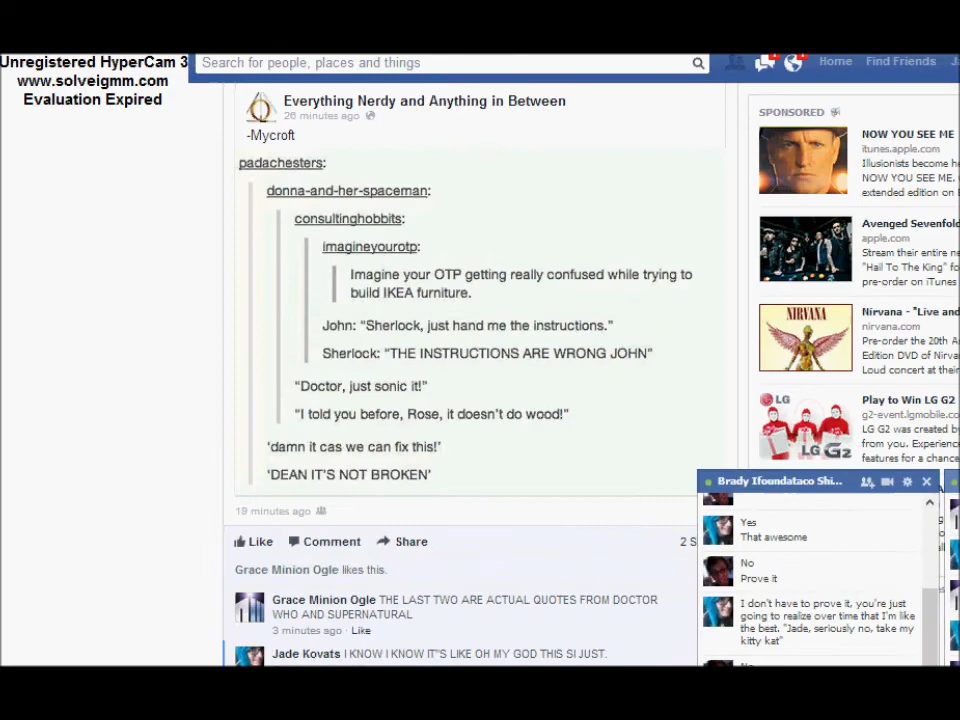 Unregistered HyperCam 3
www.solveigmm.com
Evaluation Expired
Search for people, places and things
Home
Find Friends
Everything Nerdy and Anything in Between
26 minutes ago
-Mycroft
padachesters:
donna-and-her-spaceman:
consultinghobbits:
imagineyourotp:
Imagine your OTP getting really confused while trying to
build IKEA furniture.
John: "Sherlock, just hand me the instructions."
Sherlock: "THE INSTRUCTIONS ARE WRONG JOHN"
"Doctor, just sonic it!"
"I told you before, Rose, it doesn't do wood!"
'damn it cas we can fix this!'
'DEAN IT'S NOT BROKEN'
19 minutes ago
Like Comment Share
2 S
Grace Minion Ogle likes this.
Grace Minion Ogle THE LAST TWO ARE ACTUAL QUOTES FROM DOCTOR
WHO AND SUPERNATURAL
3 minutes ago · Like
Jade Kovats I KNOW I KNOW IT"S LIKE OH MY GOD THIS SI JUST.
SPONSORED
NOW YOU SEE ME
itunes.apple.com
Illusionists become h
NOW YOU SEE ME. 
extended edition on 
Avenged Sevenfol
apple.com
Stream their entire ne
"Hail To The King" fo
pre-order on iTunes
NIRVANA
Nirvana - "Live and
nirvana.com
Pre-order the 20th A
Edition DVD of Nirva
Loud concert at their
LG
LG G2
Play to Win LG G2
g2-event.lgmobile.co
LG G2 was created b
from you. Experience
features for a chance
Brady Ifoundataco Shi...
Yes
That awesome
No
Prove it
I don't have to prove it, you're just
going to realize over time that I'm like
the best. "Jade, seriously no, take my
kitty kat"